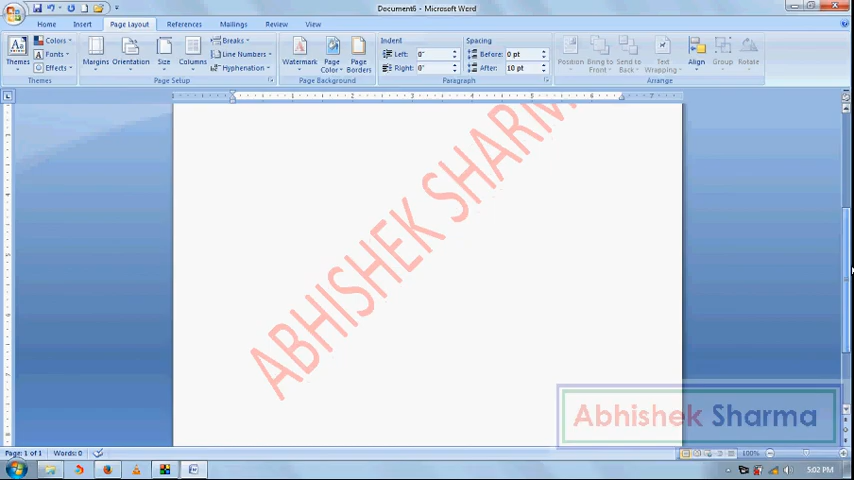 Document6 - Microsoft Word
Home Insert Page Layout References Mailings Review View
Themes
Colors
Fonts
Effects
Themes
Margins
Orientation
Size
Columns
Breaks
Line Numbers
Hyphenation
Page Setup
Watermark
Page Color
Page Borders
Page Background
Indent
Left: 0"
Right: 0"
Spacing
Before: 0 pt
After: 10 pt
Paragraph
Position
Bring to Front
Send to Back
Text Wrapping
Align
Group
Rotate
Arrange
ABHISHEK SHARM
Abhishek Sharma
Page: 1 of 1 Words: 0
100%
5:02 PM